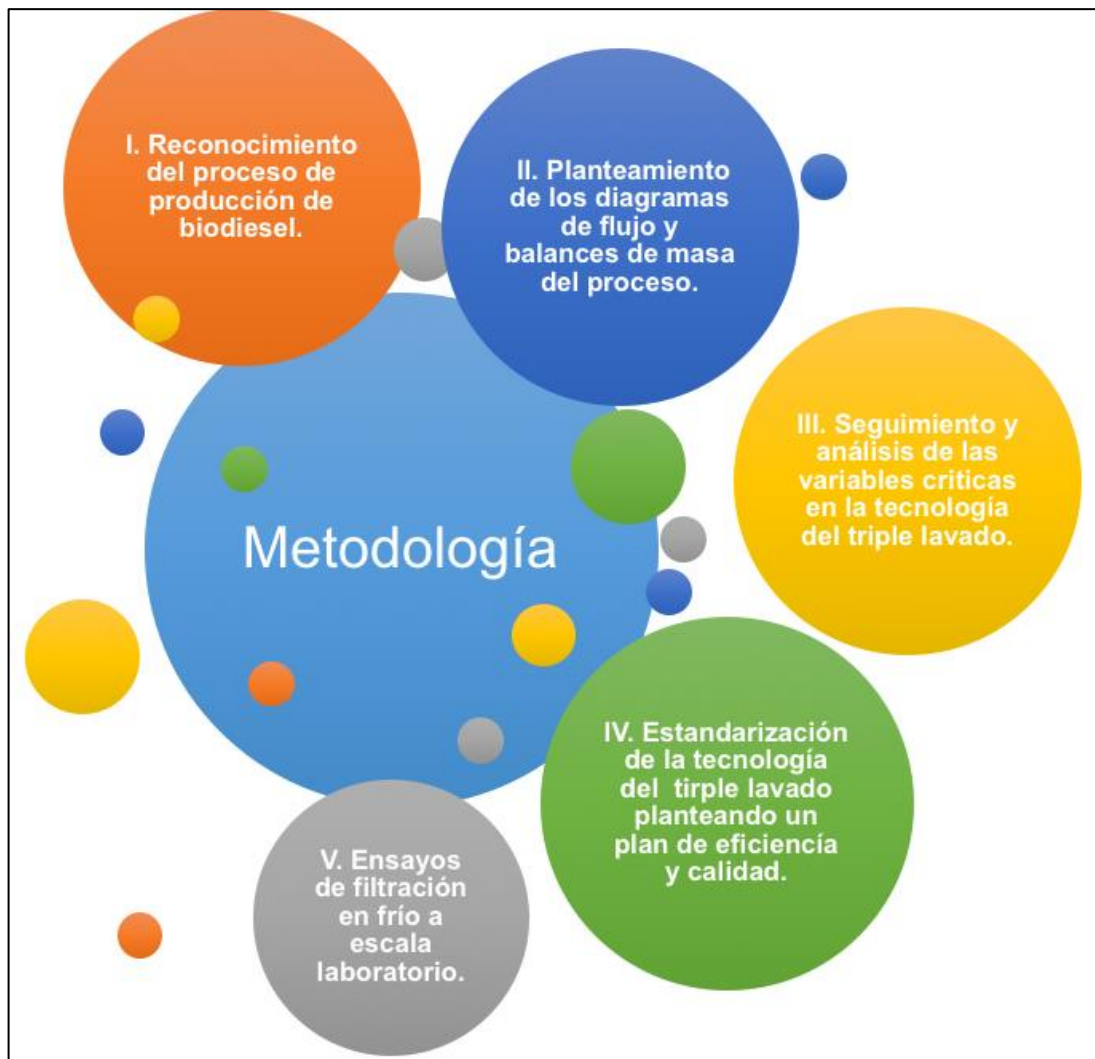 I. Reconocimiento
del proceso de
producción de
biodiesel.
II. Planteamiento
de los diagramas
de flujo y
balances de masa
del proceso.
III. Seguimiento y
análisis de las
variables criticas
en la tecnología
del triple lavado.
Metodología
IV. Estandarización
de la tecnología
del tirple lavado
planteando un
plan de eficiencía
y calidad.
V. Ensayos
de filtración
en frío a
escala
laboratorio.